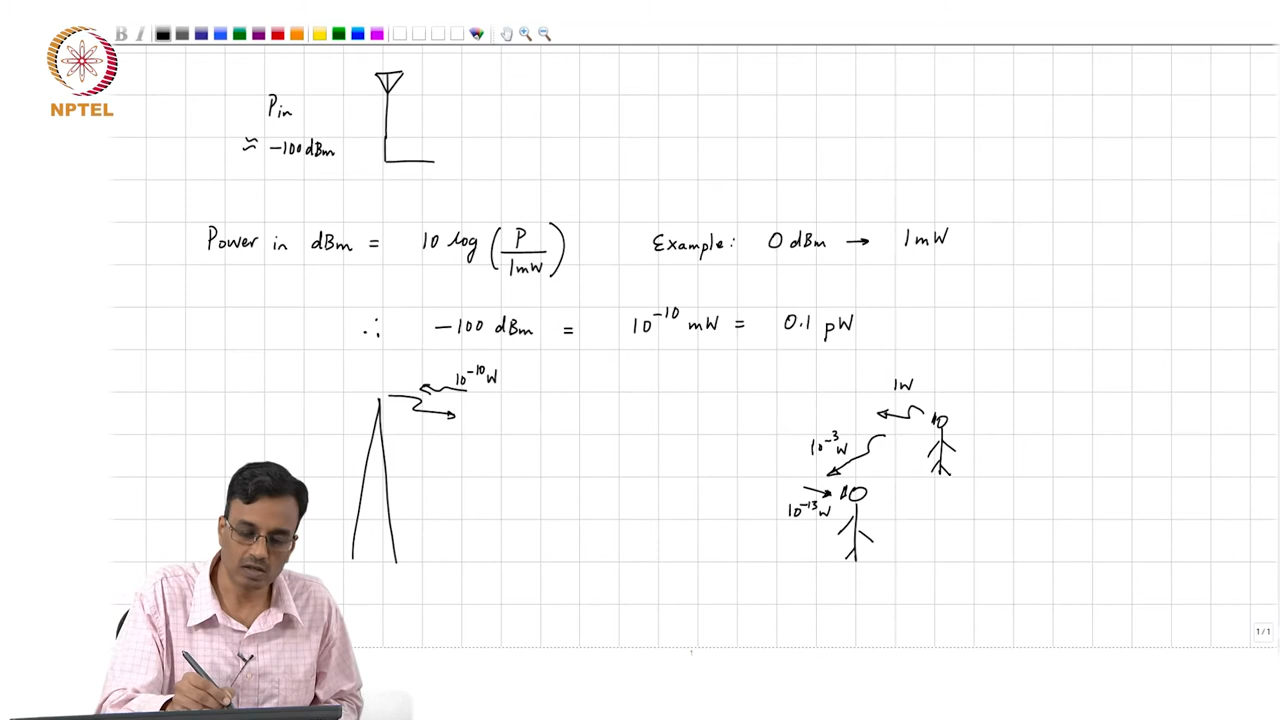 B I
NPTEL
Pin
≈ -100 dBm
Power in dBm = 10 log (P / 1mW) Example: 0 dBm → 1mW
∴ -100 dBm = 10^-10 mW = 0.1 pW
10^-10 W
1W
10^-3 W
10^-13 W
1/1